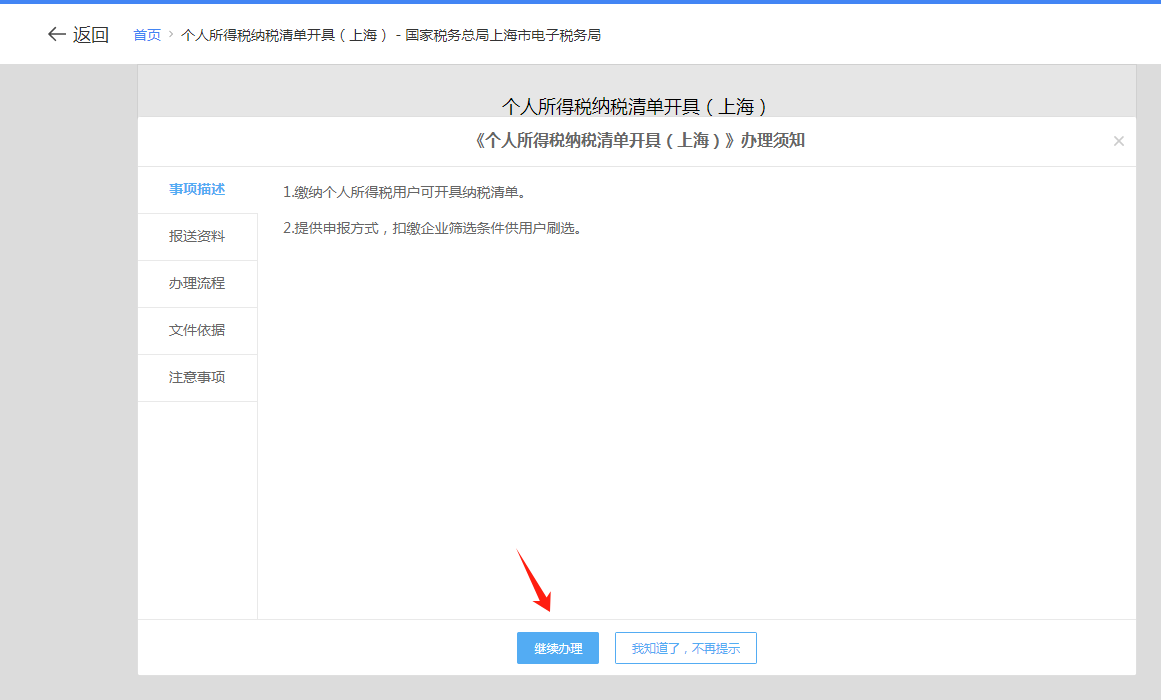 返回 首页 > 个人所得税纳税清单开具（上海） - 国家税务总局上海市电子税务局
个人所得税纳税清单开具（上海）
《个人所得税纳税清单开具（上海）》办理须知
事项描述
报送资料
办理流程
文件依据
注意事项
1.缴纳个人所得税用户可开具纳税清单。
2.提供申报方式，扣缴企业筛选条件供用户刷选。
继续办理
我知道了，不再提示